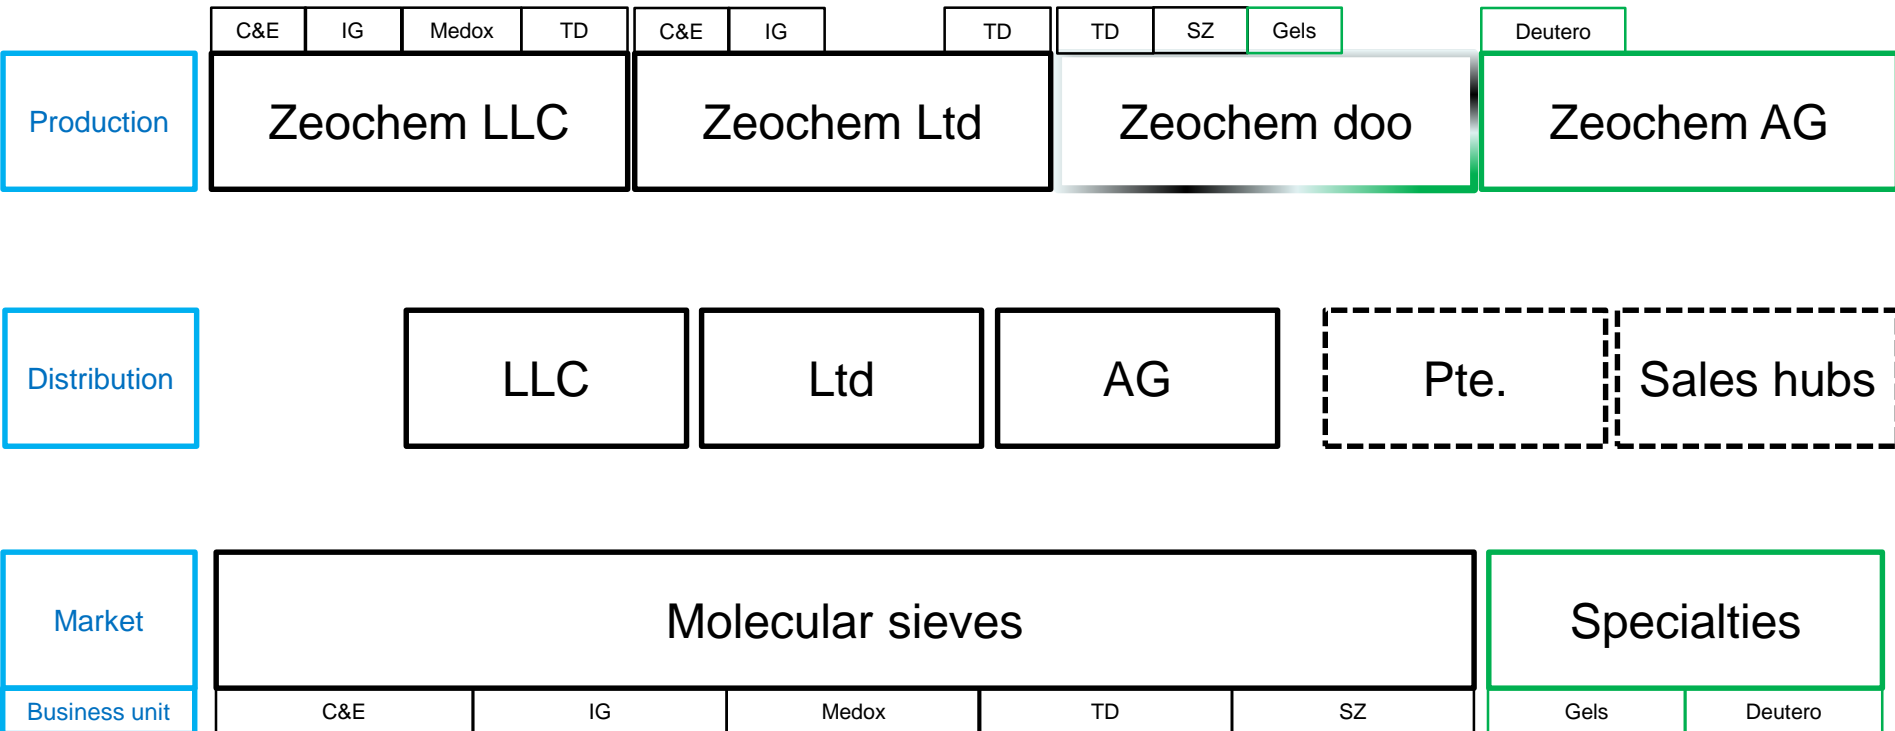 C&E IG Medox TD C&E IG TD TD SZ Gels Deutero
Production Zeochem LLC Zeochem Ltd Zeochem doo Zeochem AG
Distribution LLC Ltd AG Pte. Sales hubs
Market Molecular sieves Specialties
Business unit C&E IG Medox TD SZ Gels Deutero